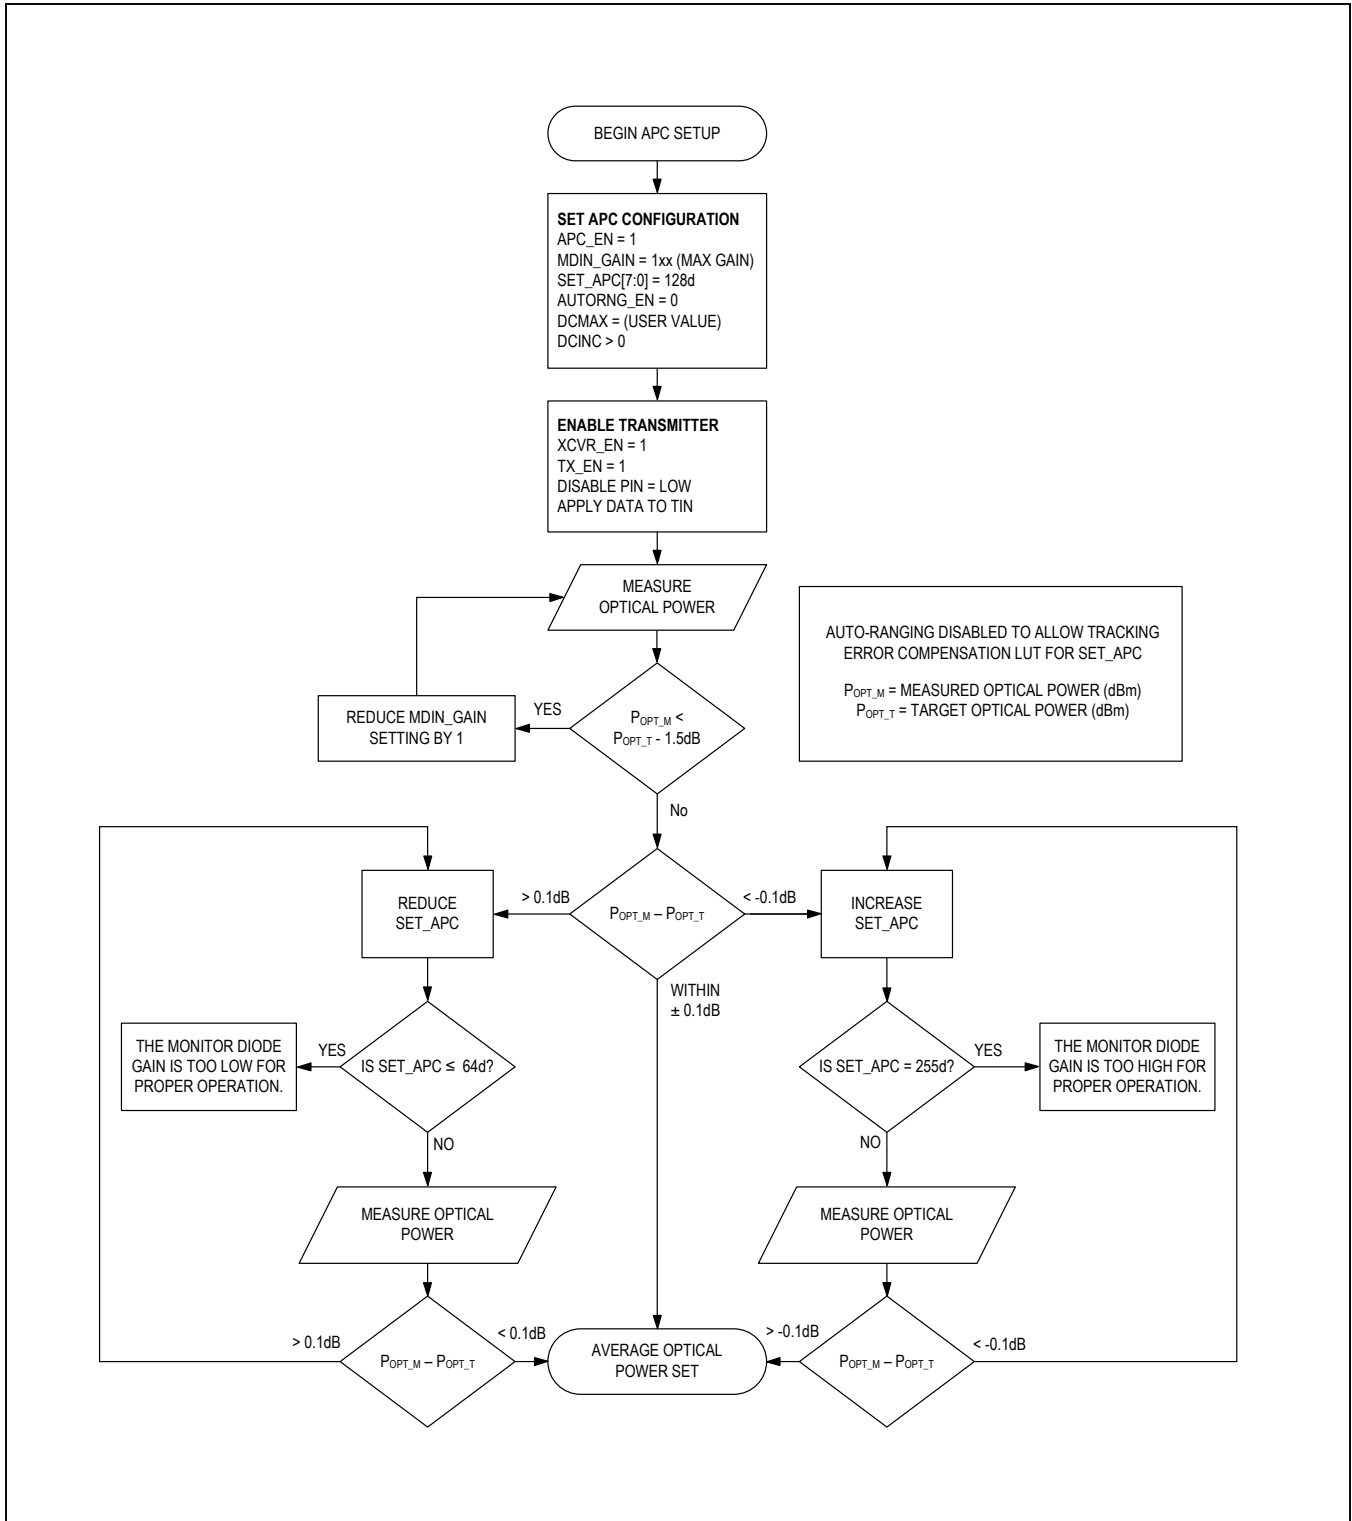 BEGIN APC SETUP
SET APC CONFIGURATION
APC_EN = 1
MDIN_GAIN = 1xx (MAX GAIN)
SET_APC[7:0] = 128d
AUTORNG_EN = 0
DCMAX = (USER VALUE)
DCINC > 0
ENABLE TRANSMITTER
XCVR_EN = 1
TX_EN = 1
DISABLE PIN = LOW
APPLY DATA TO TIN
MEASURE
OPTICAL POWER
AUTO-RANGING DISABLED TO ALLOW TRACKING
ERROR COMPENSATION LUT FOR SET_APC
POPT_M = MEASURED OPTICAL POWER (dBm)
POPT_T = TARGET OPTICAL POWER (dBm)
REDUCE MDIN_GAIN
SETTING BY 1
YES
POPT_M <
POPT_T - 1.5dB
No
REDUCE
SET_APC
> 0.1dB
POPT_M – POPT_T
< -0.1dB
INCREASE
SET_APC
WITHIN
± 0.1dB
THE MONITOR DIODE
GAIN IS TOO LOW FOR
PROPER OPERATION.
YES
IS SET_APC ≤ 64d?
IS SET_APC = 255d?
YES
THE MONITOR DIODE
GAIN IS TOO HIGH FOR
PROPER OPERATION.
NO
NO
MEASURE OPTICAL
POWER
MEASURE OPTICAL
POWER
> 0.1dB
POPT_M – POPT_T
< 0.1dB
AVERAGE OPTICAL
POWER SET
> -0.1dB
POPT_M – POPT_T
< -0.1dB